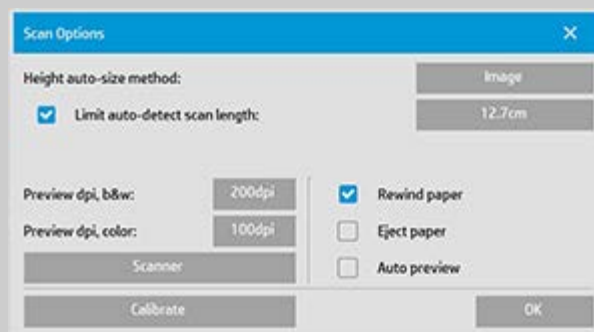 Scan Options
Height auto-size method: Image
Limit auto-detect scan length: 12.7cm
Preview dpi, b&w: 200dpi
Rewind paper
Preview dpi, color: 100dpi
Eject paper
Scanner
Auto preview
Calibrate
OK